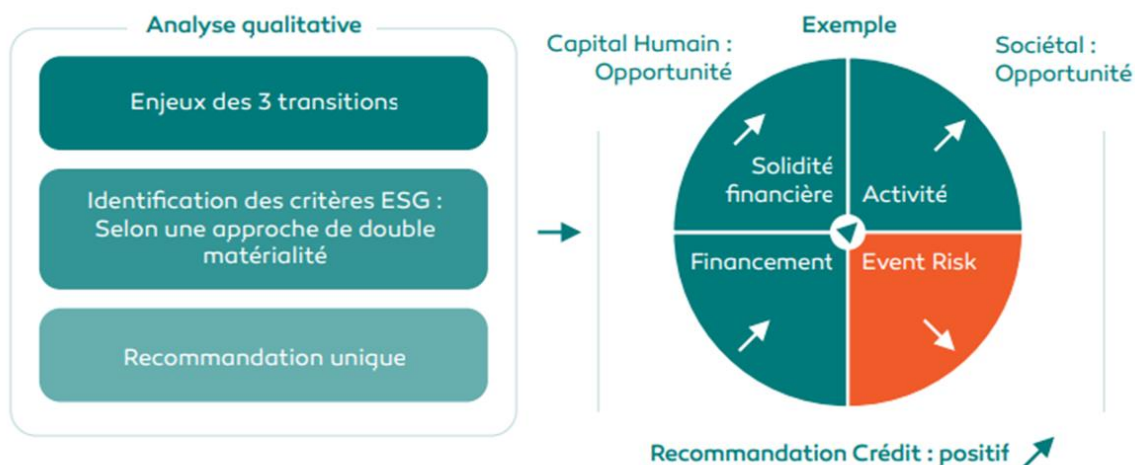 Analyse qualitative
Enjeux des 3 transitions
Identification des critères ESG :
Selon une approche de double
matérialité
Recommandation unique
Exemple
Capital Humain :
Opportunité
Sociétal :
Opportunité
Solidité
financière
Activité
Financement
Event Risk
Recommandation Crédit : positif